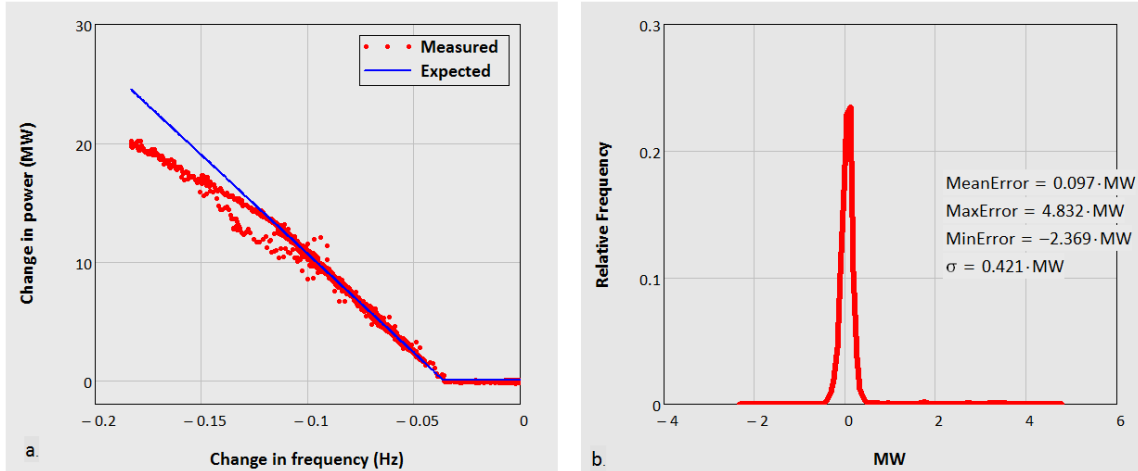 30
20
10
0
−0.2
−0.15
−0.1
−0.05
0
Change in power (MW)
Change in frequency (Hz)
Measured
Expected
a.
0.3
0.2
0.1
0
−4
−2
0
2
4
6
Relative Frequency
MW
MeanError = 0.097·MW
MaxError = 4.832·MW
MinError = −2.369·MW
σ = 0.421·MW
b.